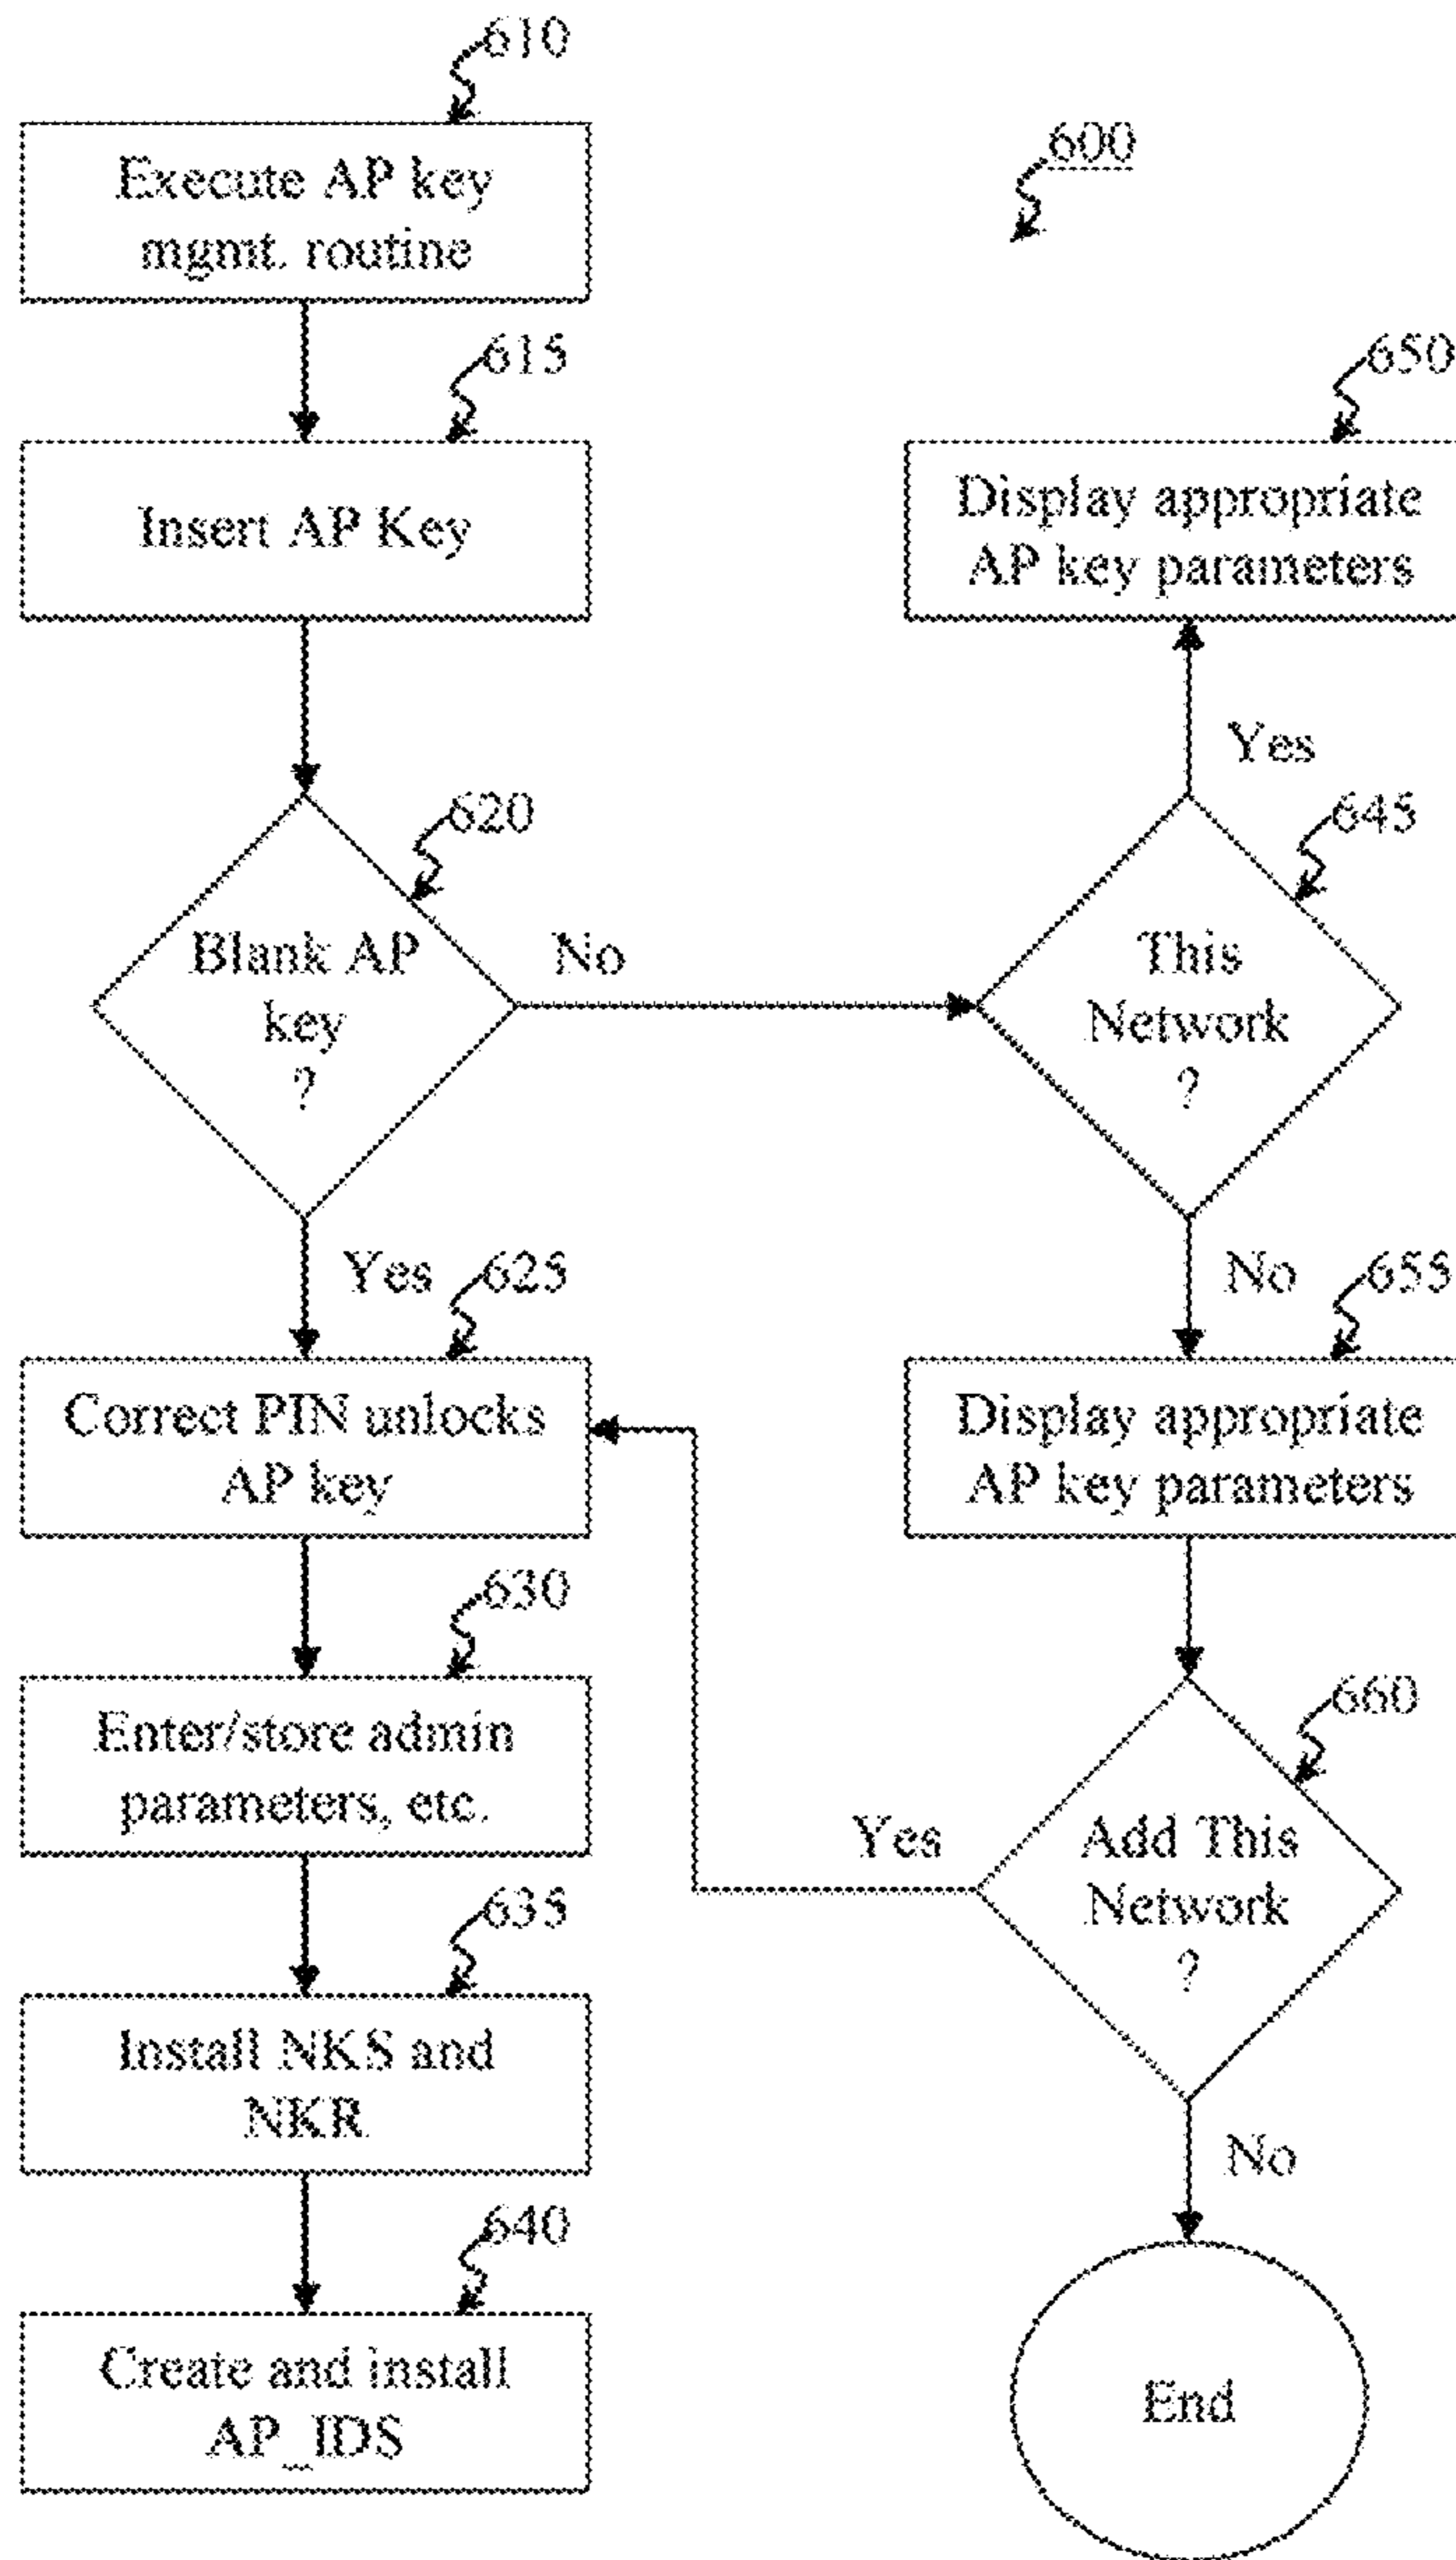 610
Execute AP key
mgmt. routine
600
615
Insert AP Key
650
Display appropriate
AP key parameters
Yes
620
Blank AP
key
?
No
645
This
Network
?
Yes
625
No
655
Correct PIN unlocks
AP key
Display appropriate
AP key parameters
630
Enter/store admin
parameters, etc.
660
Yes
Add This
Network
?
635
Install NKS and
NKR
No
640
Create and install
AP_IDS
End